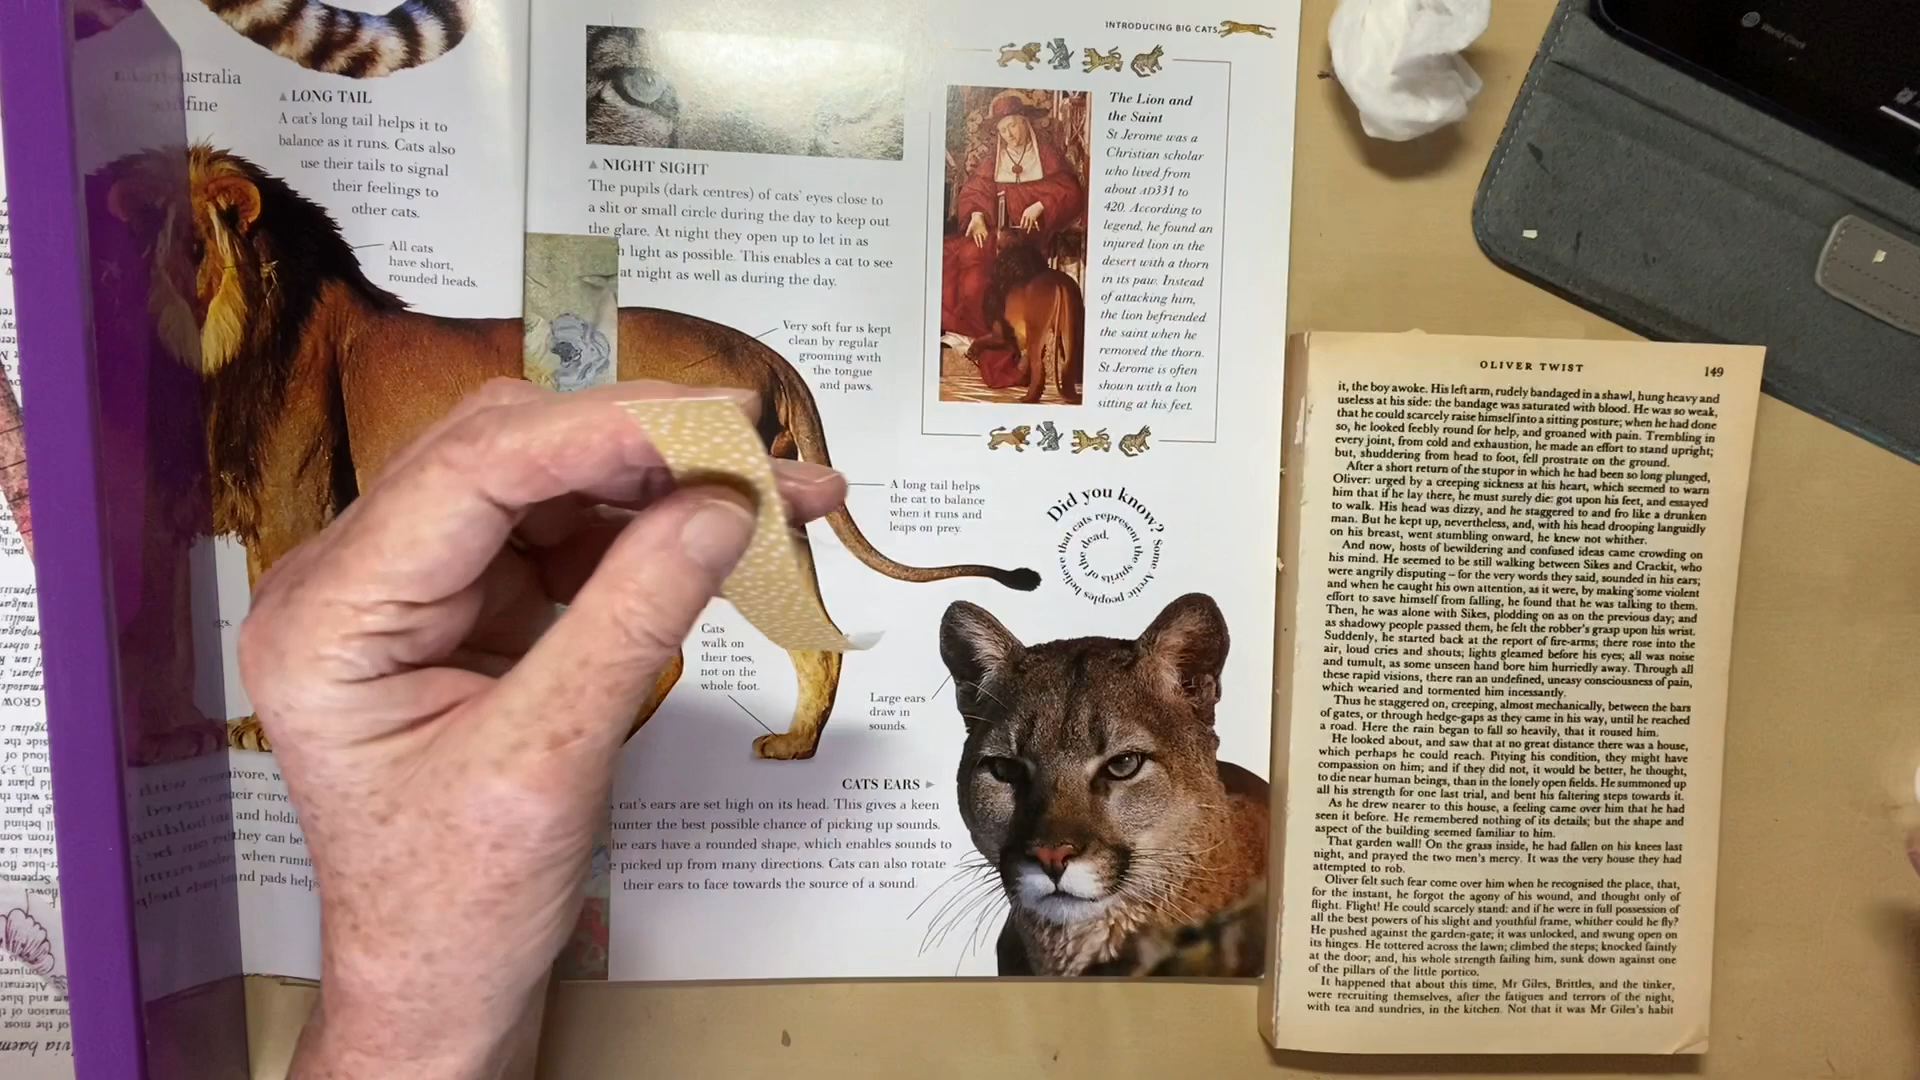 INTRODUCING BIG CATS
ustralia
fine
▲ LONG TAIL
A cat's long tail helps it to
balance as it runs. Cats also
use their tails to signal
their feelings to
other cats.
All cats
have short,
rounded heads.
▲ NIGHT SIGHT
The pupils (dark centres) of cats' eyes close to
a slit or small circle during the day to keep out
the glare. At night they open up to let in as
h light as possible. This enables a cat to see
at night as well as during the day.
Very soft fur is kept
clean by regular
grooming with
the tongue
and paws.
The Lion and
the Saint
St Jerome was a
Christian scholar
who lived from
about AD331 to
420. According to
legend, he found an
injured lion in the
desert with a thorn
in its paw. Instead
of attacking him,
the lion befriended
the saint when he
removed the thorn.
St Jerome is often
shown with a lion
sitting at his feet.
A long tail helps
the cat to balance
when it runs and
leaps on prey.
Did you know?
Some Arctic peoples believe that cats represent the spirits of the dead.
Cats
walk on
their toes,
not on the
whole foot.
Large ears
draw in
sounds.
CATS EARS ▶
cat's ears are set high on its head. This gives a keen
unter the best possible chance of picking up sounds.
he ears have a rounded shape, which enables sounds to
e picked up from many directions. Cats can also rotate
their ears to face towards the source of a sound.
ivore, w
eir curve
and holdi
they can be
when runni
nd pads helps
World Clock
OLIVER TWIST 149
it, the boy awoke. His left arm, rudely bandaged in a shawl, hung heavy and
useless at his side: the bandage was saturated with blood. He was so weak,
that he could scarcely raise himself into a sitting posture; when he had done
so, he looked feebly round for help, and groaned with pain. Trembling in
every joint, from cold and exhaustion, he made an effort to stand upright;
but, shuddering from head to foot, fell prostrate on the ground.
After a short return of the stupor in which he had been so long plunged,
Oliver: urged by a creeping sickness at his heart, which seemed to warn
him that if he lay there, he must surely die: got upon his feet, and essayed
to walk. His head was dizzy, and he staggered to and fro like a drunken
man. But he kept up, nevertheless, and, with his head drooping languidly
on his breast, went stumbling onward, he knew not whither.
And now, hosts of bewildering and confused ideas came crowding on
his mind. He seemed to be still walking between Sikes and Crackit, who
were angrily disputing – for the very words they said, sounded in his ears;
and when he caught his own attention, as it were, by making some violent
effort to save himself from falling, he found that he was talking to them.
Then, he was alone with Sikes, plodding on as on the previous day; and
as shadowy people passed them, he felt the robber's grasp upon his wrist.
Suddenly, he started back at the report of fire-arms; there rose into the
air, loud cries and shouts; lights gleamed before his eyes; all was noise
and tumult, as some unseen hand bore him hurriedly away. Through all
these rapid visions, there ran an undefined, uneasy consciousness of pain,
which wearied and tormented him incessantly.
Thus he staggered on, creeping, almost mechanically, between the bars
of gates, or through hedge-gaps as they came in his way, until he reached
a road. Here the rain began to fall so heavily, that it roused him.
He looked about, and saw that at no great distance there was a house,
which perhaps he could reach. Pitying his condition, they might have
compassion on him; and if they did not, it would be better, he thought,
to die near human beings, than in the lonely open fields. He summoned up
all his strength for one last trial, and bent his faltering steps towards it.
As he drew nearer to this house, a feeling came over him that he had
seen it before. He remembered nothing of its details; but the shape and
aspect of the building seemed familiar to him.
That garden wall! On the grass inside, he had fallen on his knees last
night, and prayed the two men's mercy. It was the very house they had
attempted to rob.
Oliver felt such fear come over him when he recognised the place, that,
for the instant, he forgot the agony of his wound, and thought only of
flight. Flight! He could scarcely stand: and if he were in full possession of
all the best powers of his slight and youthful frame, whither could he fly?
He pushed against the garden-gate; it was unlocked, and swung open on
its hinges. He tottered across the lawn; climbed the steps; knocked faintly
at the door; and, his whole strength failing him, sunk down against one
of the pillars of the little portico.
It happened that about this time, Mr Giles, Brittles, and the tinker,
were recruiting themselves, after the fatigues and terrors of the night,
with tea and sundries, in the kitchen. Not that it was Mr Giles's habit